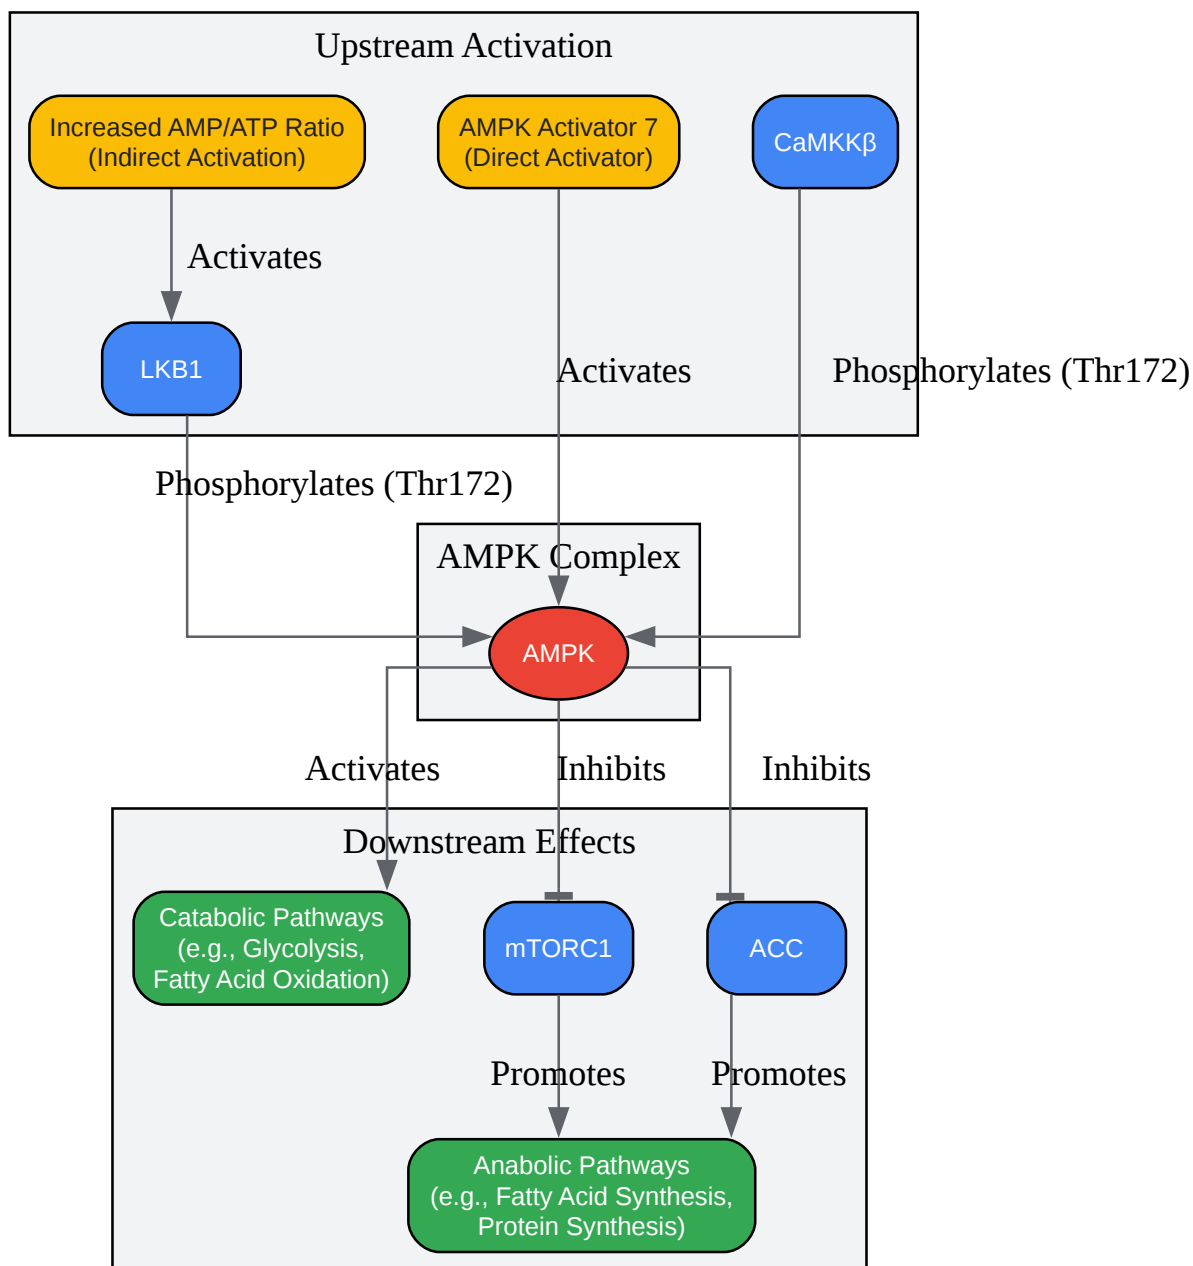 Upstream Activation
Increased AMP/ATP Ratio
(Indirect Activation)
AMPK Activator 7
(Direct Activator)
CaMKKβ
Activates
LKB1
Activates
Phosphorylates (Thr172)
Phosphorylates (Thr172)
AMPK Complex
AMPK
Activates
Inhibits
Inhibits
Downstream Effects
Catabolic Pathways
(e.g., Glycolysis,
Fatty Acid Oxidation)
mTORC1
ACC
Promotes
Promotes
Anabolic Pathways
(e.g., Fatty Acid Synthesis,
Protein Synthesis)